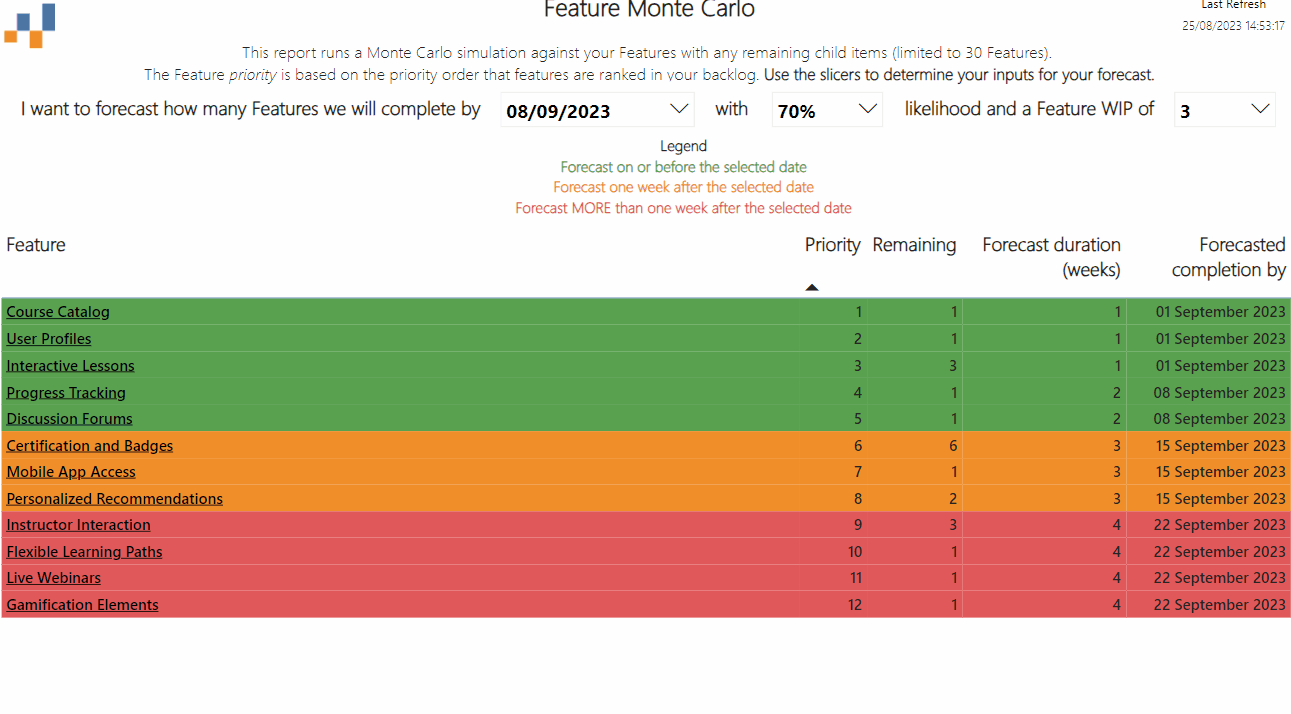 Feature Monte Carlo
Last Refresh
25/08/2023 14:53:17
This report runs a Monte Carlo simulation against your Features with any remaining child items (limited to 30 Features).
The Feature priority is based on the priority order that features are ranked in your backlog. Use the slicers to determine your inputs for your forecast.
I want to forecast how many Features we will complete by 08/09/2023 with 70% likelihood and a Feature WIP of 3
Legend
Forecast on or before the selected date
Forecast one week after the selected date
Forecast MORE than one week after the selected date
Feature Priority Remaining Forecast duration (weeks) Forecasted completion by
Course Catalog 1 1 1 01 September 2023
User Profiles 2 1 1 01 September 2023
Interactive Lessons 3 3 1 01 September 2023
Progress Tracking 4 1 2 08 September 2023
Discussion Forums 5 1 2 08 September 2023
Certification and Badges 6 6 3 15 September 2023
Mobile App Access 7 1 3 15 September 2023
Personalized Recommendations 8 2 3 15 September 2023
Instructor Interaction 9 3 4 22 September 2023
Flexible Learning Paths 10 1 4 22 September 2023
Live Webinars 11 1 4 22 September 2023
Gamification Elements 12 1 4 22 September 2023